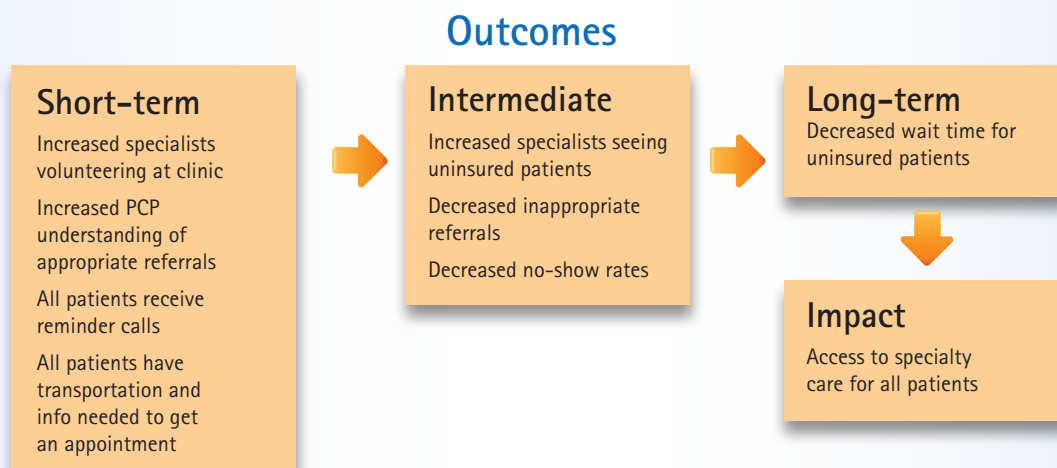 Outcomes
Short-term
Increased specialists
volunteering at clinic
Increased PCP
understanding of
appropriate referrals
All patients receive
reminder calls
All patients have
transportation and
info needed to get
an appointment
Intermediate
Increased specialists seeing
uninsured patients
Decreased inappropriate
referrals
Decreased no-show rates
Long-term
Decreased wait time for
uninsured patients
Impact
Access to specialty
care for all patients